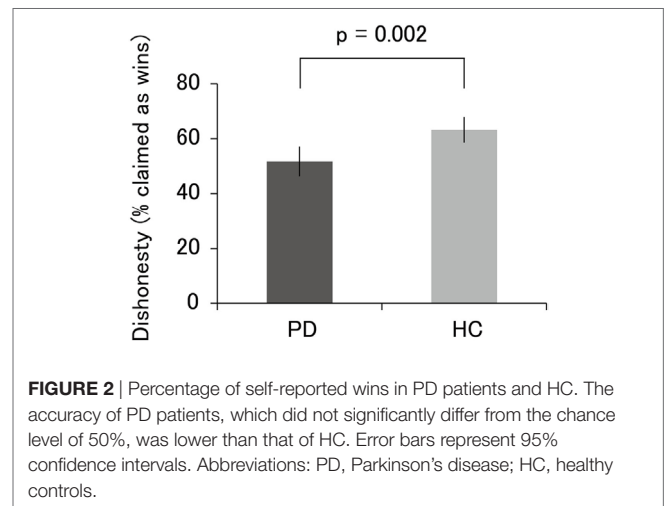 p = 0.002
Dishonesty (% claimed as wins)
80
60
40
20
0
PD HC
FIGURE 2 | Percentage of self-reported wins in PD patients and HC. The
accuracy of PD patients, which did not significantly differ from the chance
level of 50%, was lower than that of HC. Error bars represent 95%
confidence intervals. Abbreviations: PD, Parkinson’s disease; HC, healthy
controls.